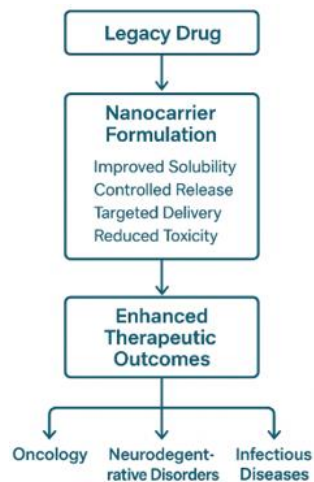 Legacy Drug
Nanocarrier
Formulation
Improved Solubility
Controlled Release
Targeted Delivery
Reduced Toxicity
Enhanced
Therapeutic
Outcomes
Oncology
Neurodegent-
rative Disorders
Infectious
Diseases